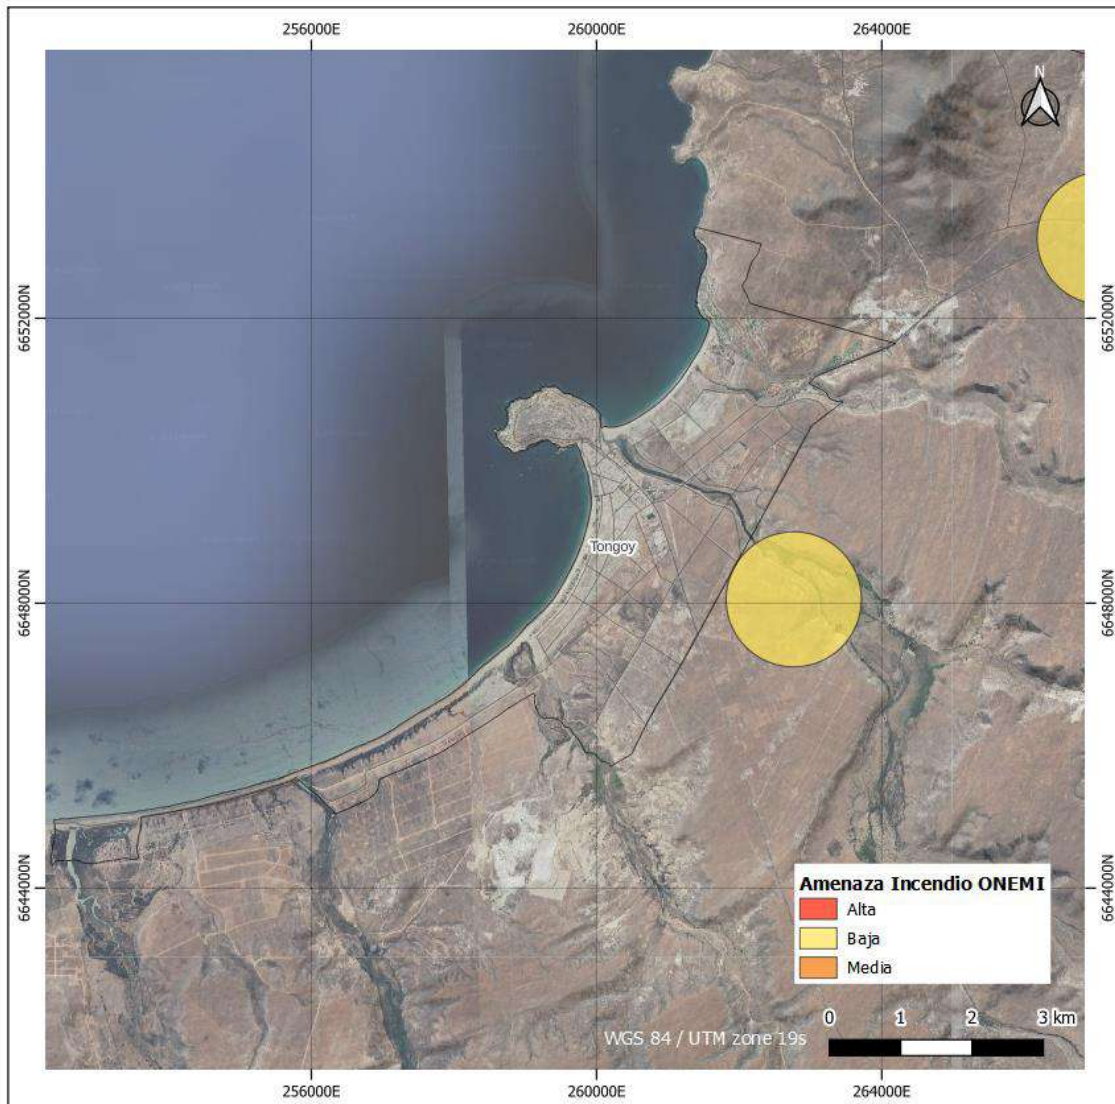 256000E 260000E 264000E
N
6652000N 6652000N
Tongoy
6648000N 6648000N
6644000N 6644000N
Amenaza Incendio ONEMI
Alta
Baja
Media
0 1 2 3 km
WGS 84 / UTM zone 19s
256000E 260000E 264000E